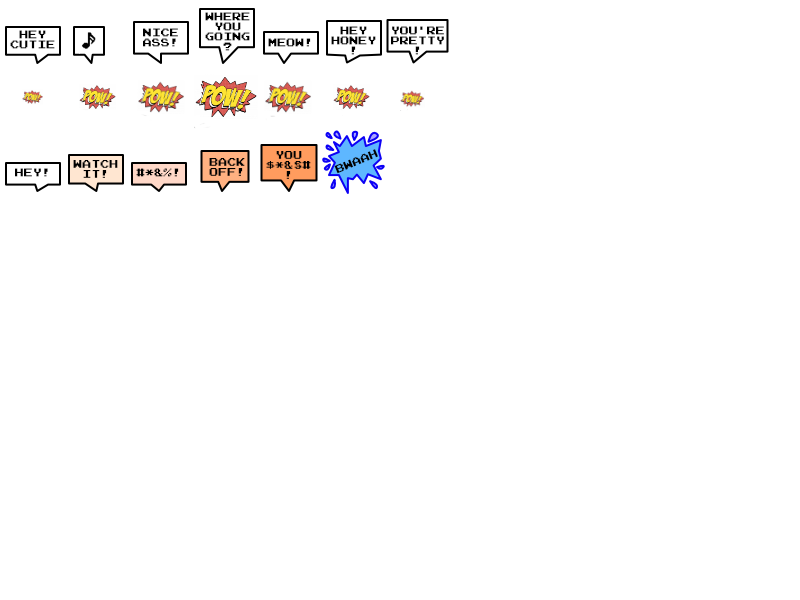 HEY
CUTIE
♪
NICE
ASS!
WHERE
YOU
GOING
?
MEOW!
HEY
HONEY
!
YOU'RE
PRETTY
!
POW!
POW!
POW!
POW!
POW!
POW!
POW!
HEY!
WATCH
IT!
#*&%!
BACK
OFF!
YOU
$*&S#
!
BWAAH